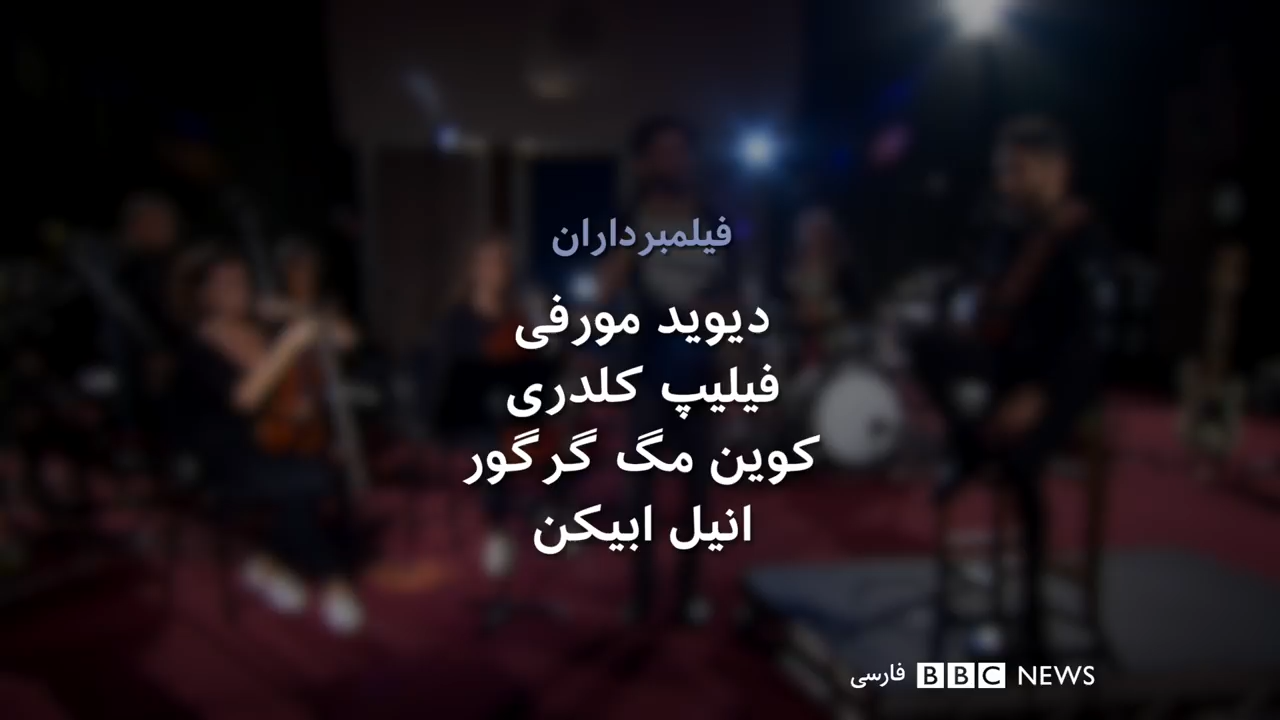 فیلمبرداران
دیوید مورفی
فیلیپ کلدری
کوین مگ گرگور
انیل ابیکن
BBC NEWS فارسی